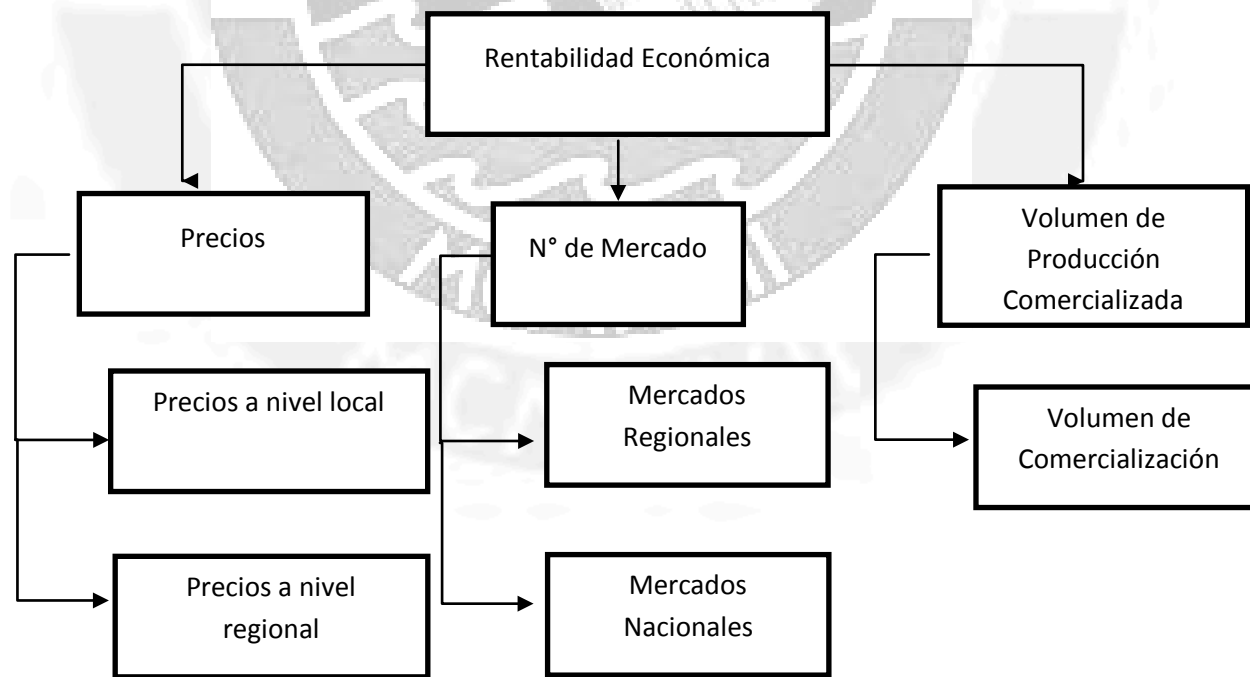 Rentabilidad Económica
Precios
N° de Mercado
Volumen de
Producción
Comercializada
Precios a nivel local
Mercados
Regionales
Volumen de
Comercialización
Precios a nivel
regional
Mercados
Nacionales